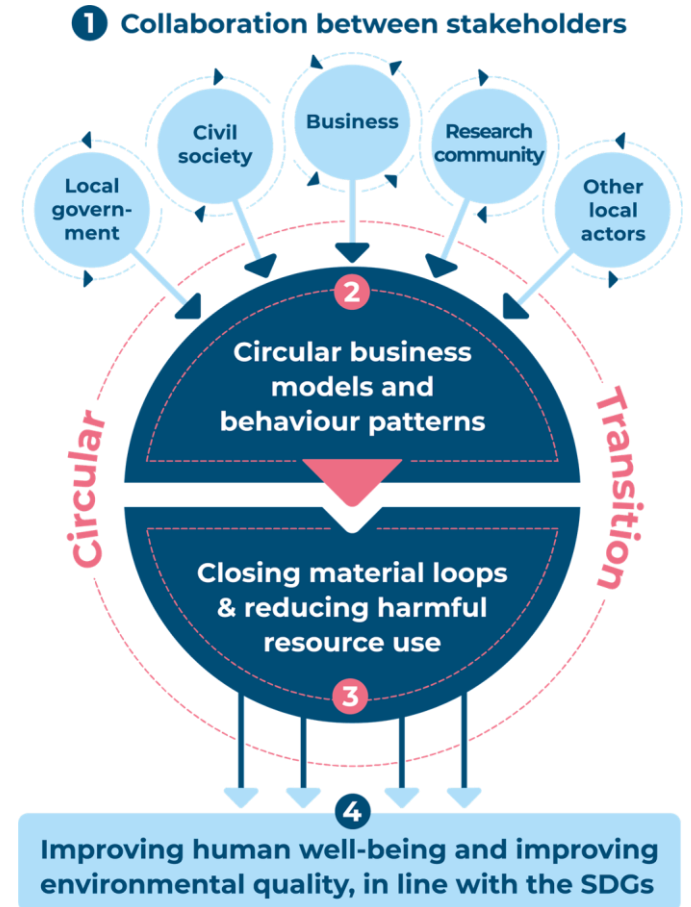 1 Collaboration between stakeholders
Business
Civil
society
Research
community
Local
govern-
ment
Other
local
actors
2
Circular business
models and
behaviour patterns
Circular
Transition
Closing material loops
& reducing harmful
resource use
3
4
Improving human well-being and improving
environmental quality, in line with the SDGs